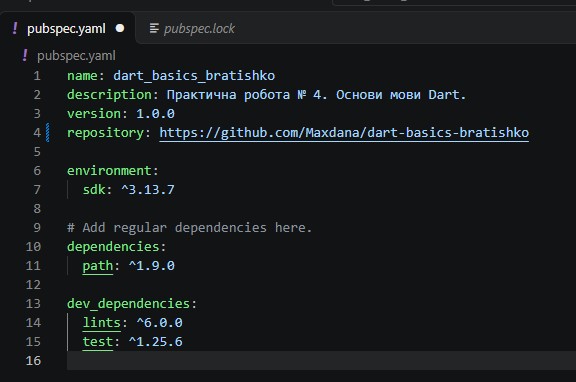 pubspec.yaml
pubspec.lock
pubspec.yaml
1 name: dart_basics_bratishko
2 description: Практична робота № 4. Основи мови Dart.
3 version: 1.0.0
4 repository: https://github.com/Maxdana/dart-basics-bratishko
5
6 environment:
7 sdk: ^3.13.7
8
9 # Add regular dependencies here.
10 dependencies:
11 path: ^1.9.0
12
13 dev_dependencies:
14 lints: ^6.0.0
15 test: ^1.25.6
16